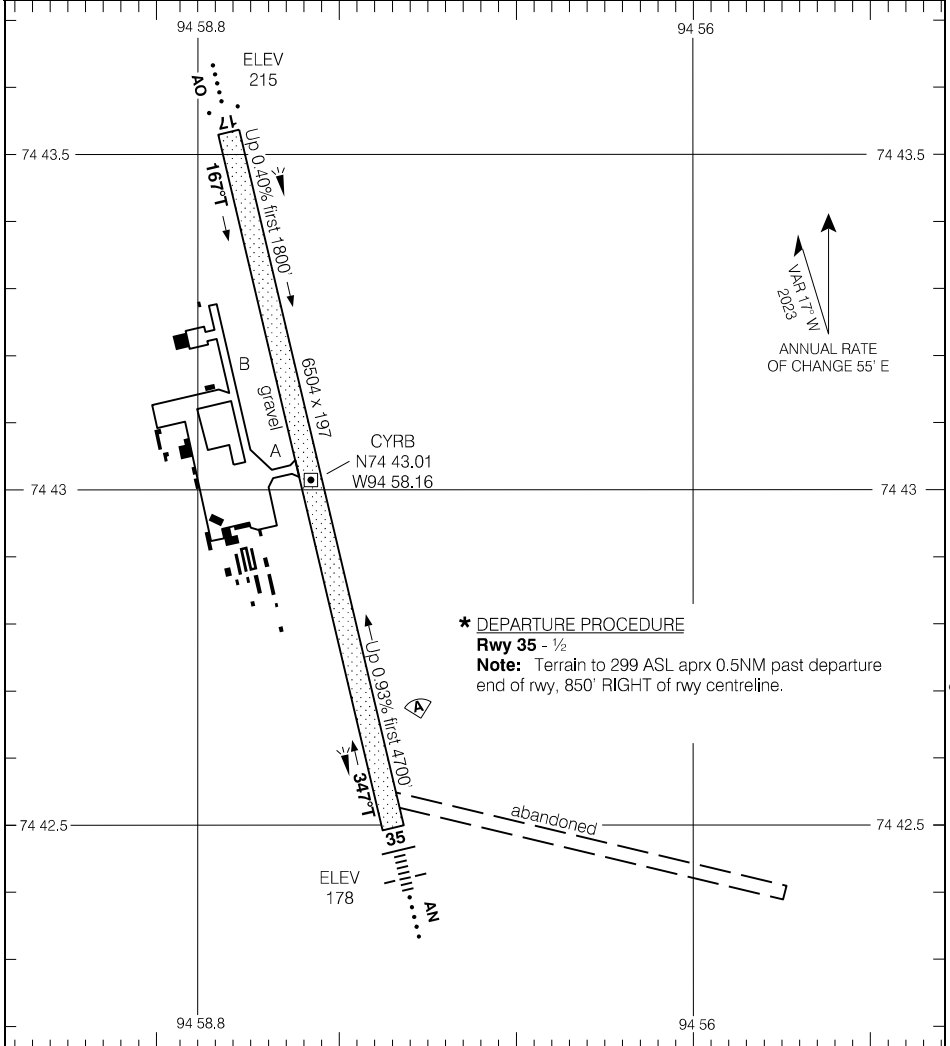 94 58.8
94 56
ELEV
215
AO
17
74 43.5
74 43.5
Up 0.40% first 1800'
167°T
VAR 17° W
2023
ANNUAL RATE
OF CHANGE 55' E
B
gravel
6504 x 197
A
CYRB
N74 43.01
W94 58.16
74 43
74 43
* DEPARTURE PROCEDURE
Rwy 35 - ½
Note: Terrain to 299 ASL aprx 0.5NM past departure
end of rwy, 850' RIGHT of rwy centreline.
Up 0.93% first 4700'
A
347°T
abandoned
74 42.5
74 42.5
35
ELEV
178
AN
94 58.8
94 56